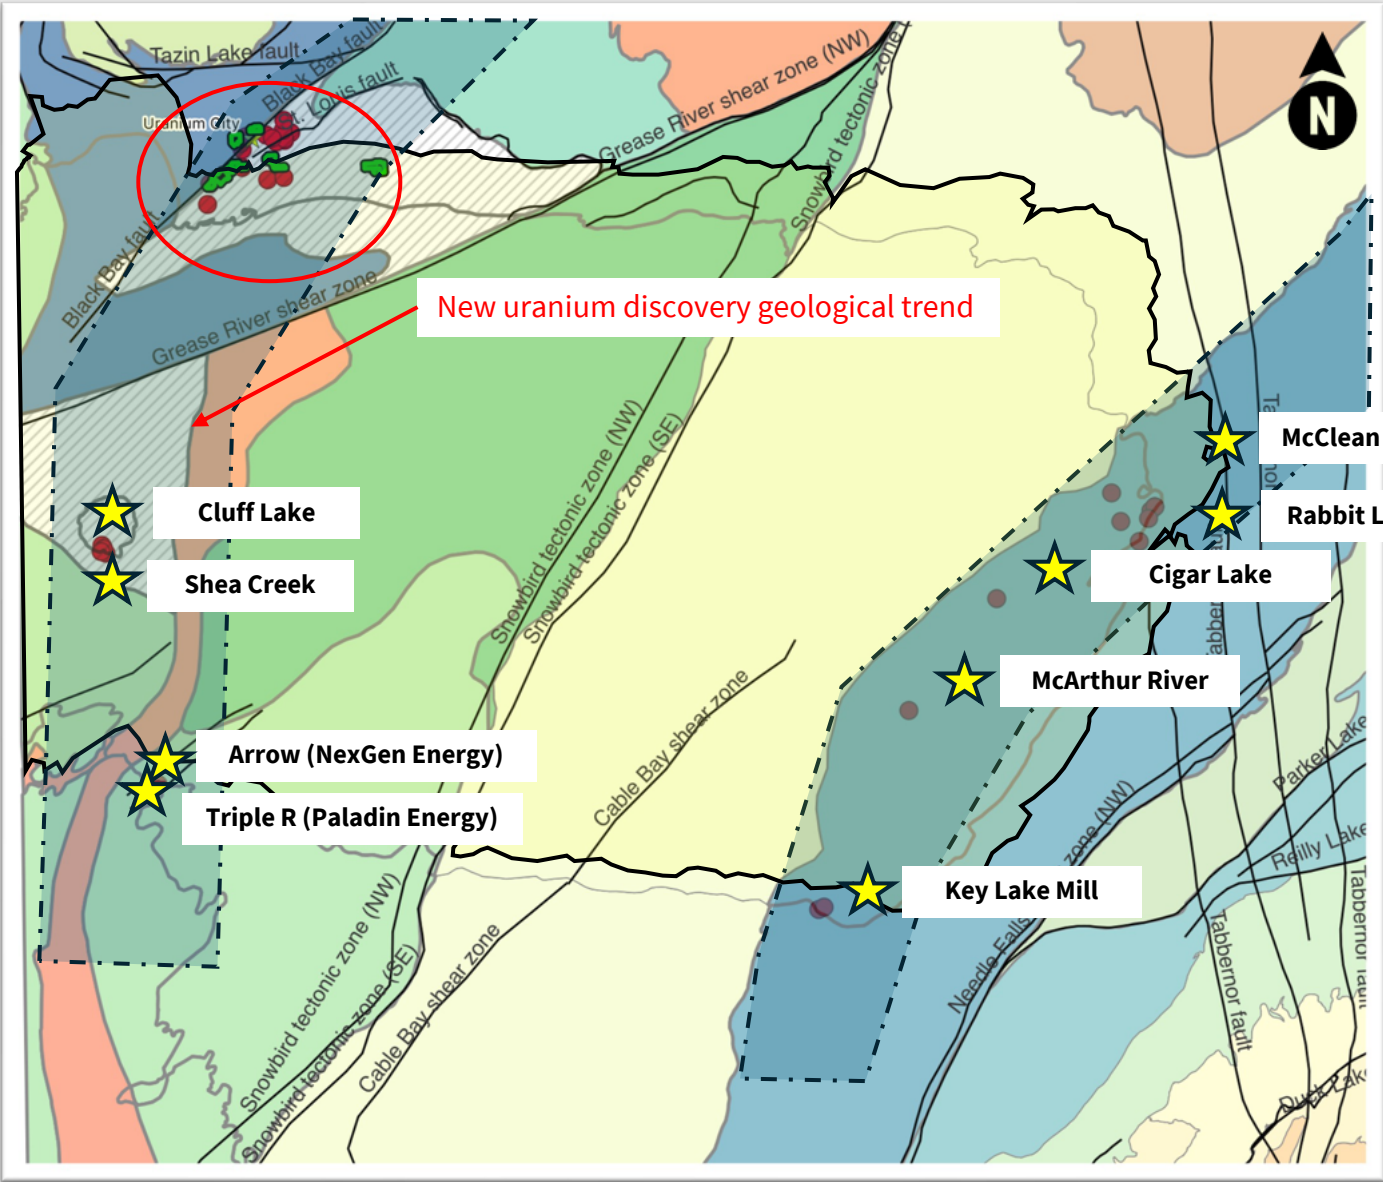 Tazin Lake fault
Black Bay fault
St. Louis fault
Uranium City
Grease River shear zone (NW)
Snowbird tectonic zone
N
Black Bay fault
Grease River shear zone
New uranium discovery geological trend
McClean
Cluff Lake
Rabbit L
Shea Creek
Cigar Lake
Snowbird tectonic zone (NW)
Snowbird tectonic zone (SE)
McArthur River
Arrow (NexGen Energy)
Triple R (Paladin Energy)
Cable Bay shear zone
Parker Lake
Reilly Lake
Key Lake Mill
Needle Falls
zone (NW)
Snowbird tectonic zone (NW)
Snowbird tectonic zone (SE)
Cable Bay shear zone
Tabbernor fault
Tabbernor fault
Duck Lake